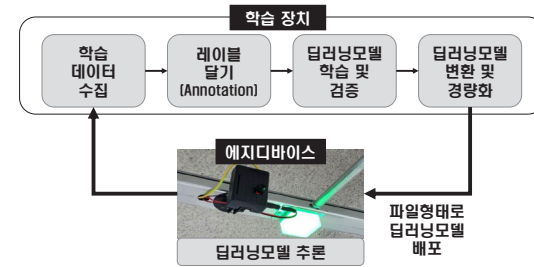 학습 장치
학습
데이터
수집
레이블
달기
(Annotation)
딥러닝모델
학습 및
검증
딥러닝모델
변환 및
경량화
에지디바이스
딥러닝모델 추론
파일형태로
딥러닝모델
배포